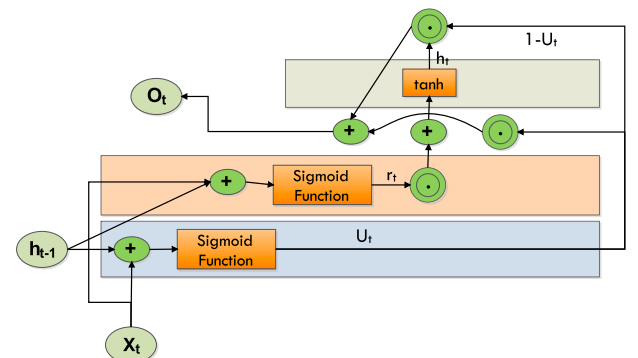 1-Uₜ
hₜ
tanh
Oₜ
+
+
+
Sigmoid
Function
rₜ
hₜ₋₁
+
Sigmoid
Function
Uₜ
Xₜ